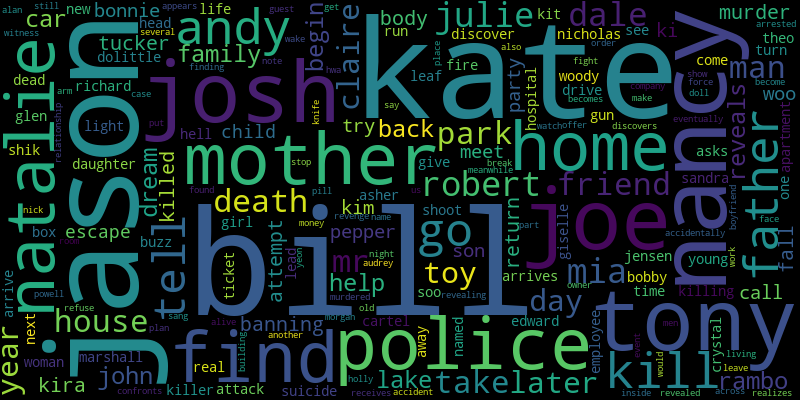 alan
still
life
appears
guest
head
get
new
bonnie
witness
several
car
tucker
andy
wake
also
order
dead
dolittle
family
place
begin
claire
julie
kit
dale
nicholas
ki
murder
arrested
theo
turn
body
run
discover
see
come
woody
show
force
become
company
make
doll
man
leaf
fire
party
hospital
drive
becomes
gun
fight
woo
glen
richard
relationship
arm
case
josh
finding
note
hwa
kate
say
watch
offer
discovers
eventually
shik
light
put
hell
child
knife
try
back
park
home
nancy
reveals
apartment
daughter
jason
mother
stop
give
meet
asks
one
natalie
dream
killed
found
pill
us
break
meanwhile
robert
friend
sandra
father
boyfriend
face
box
nick
escape
tell
death
revenge
name
asher
shoot
return
giselle
part
young
accidentally
girl
money
kim
bill
go
joe
fall
room
buzz
attempt
yeon
night
audrey
pepper
son
arrives
jensen
work
arrive
powell
refuse
sang
ticket
lead
mr
soo
help
toy
mia
bobby
time
killing
call
year
next
house
murdered
revealing
old
day
owner
tony
plan
alive
banning
morgan
cartel
away
named
edward
employee
crystal
men
event
living
woman
marshall
john
real
find
building
another
police
kill
would
leave
kira
confronts
killer
attack
suicide
holly
receives
accident
lake
take
later
inside
revealed
rambo
across
realizes